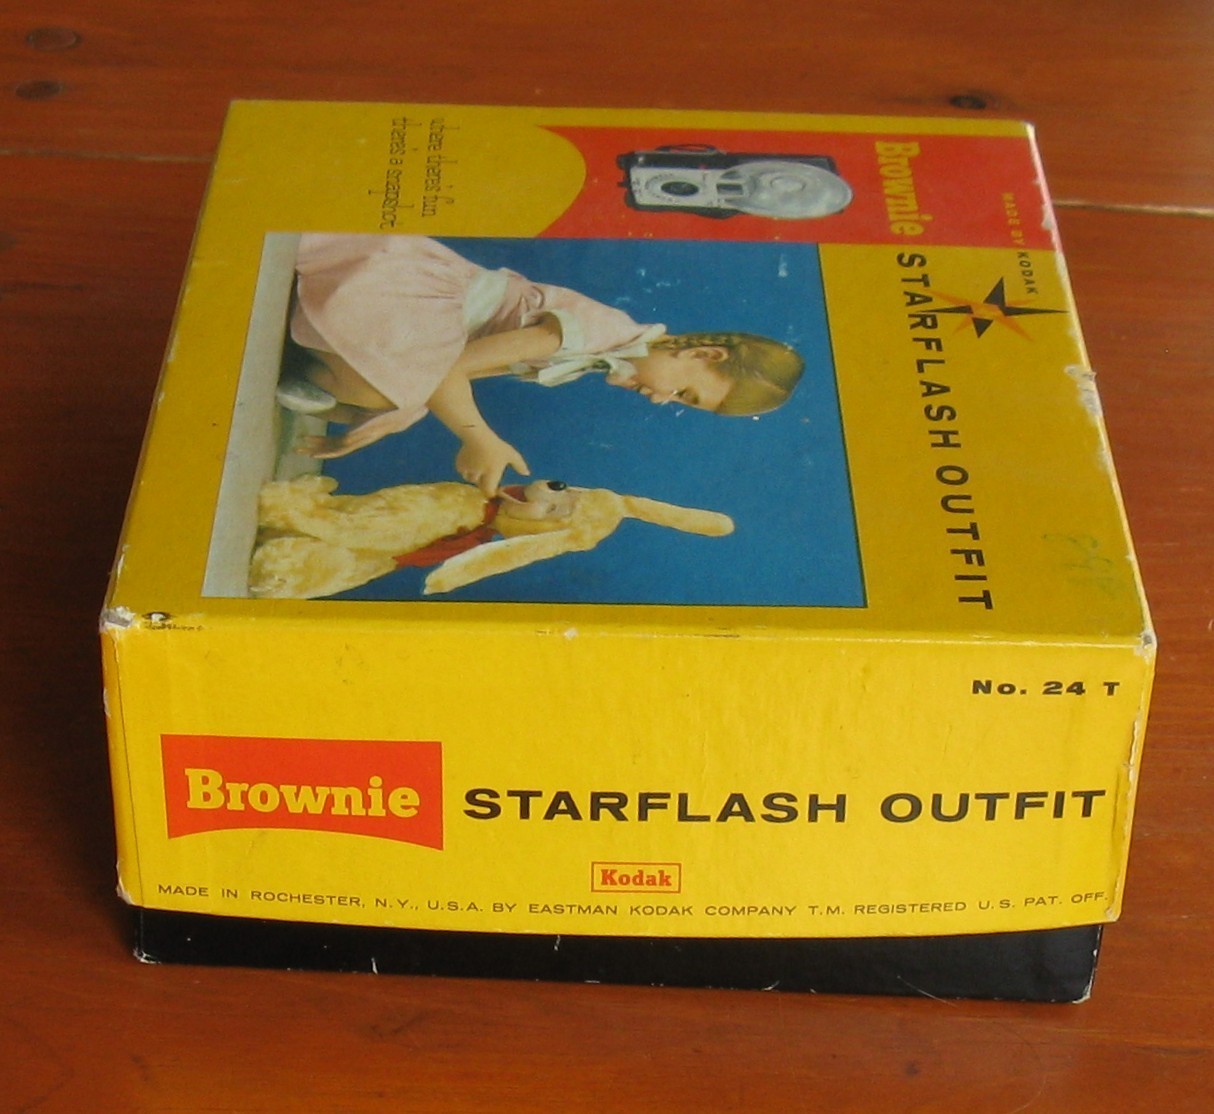 Brownie STARFLASH OUTFIT
MADE BY KODAK
where there's fun
there's a snapshot
No. 24 T
Brownie STARFLASH OUTFIT
Kodak
MADE IN ROCHESTER, N.Y., U.S.A. BY EASTMAN KODAK COMPANY T.M. REGISTERED U.S. PAT. OFF.